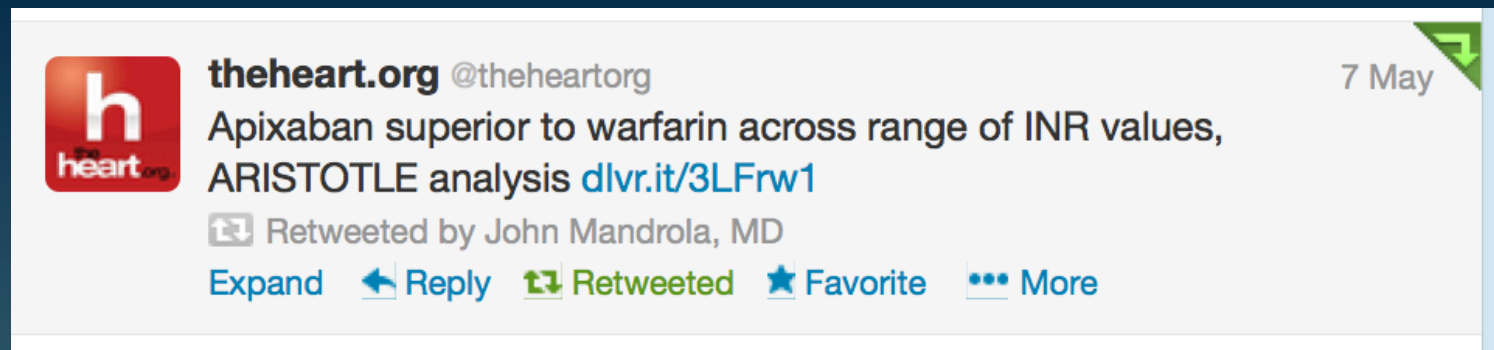 theheart.org @theheartorg 7 May
Apixaban superior to warfarin across range of INR values,
ARISTOTLE analysis dlvr.it/3LFrw1
Retweeted by John Mandrola, MD
Expand Reply Retweeted Favorite More
h
the
heart.org